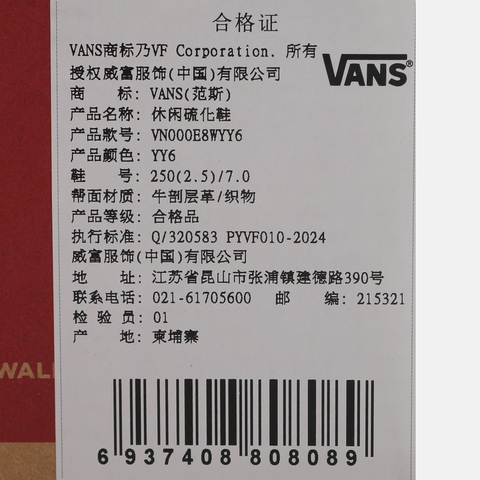 合格证
VANS商标乃VF Corporation. 所有
VANS®
授权威富服饰(中国)有限公司
商 标: VANS(范斯)
产品名称: 休闲硫化鞋
产品款号: VN000E8WYY6
产品颜色: YY6
鞋 号: 250(2.5)/7.0
帮面材质: 牛剖层革/织物
产品等级: 合格品
执行标准: Q/320583 PYVF010-2024
威富服饰(中国)有限公司
地 址: 江苏省昆山市张浦镇建德路390号
联系电话: 021-61705600 邮 编: 215321
检 验 员: 01
产 地: 柬埔寨
WALL
6 937408 808089